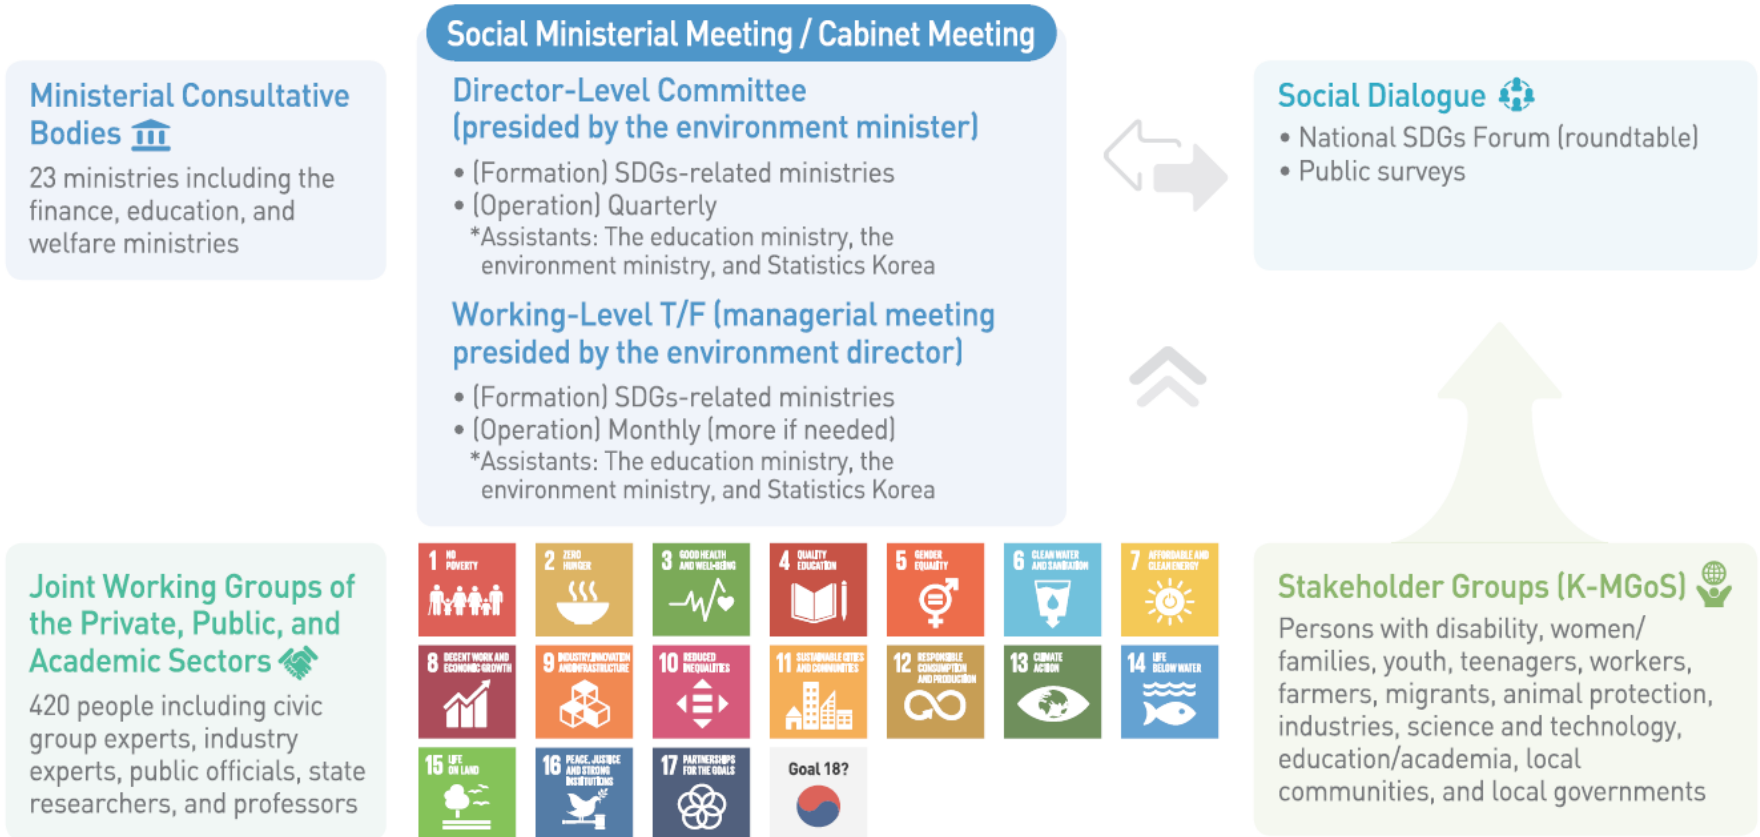 Social Ministerial Meeting / Cabinet Meeting
Ministerial Consultative
Bodies
23 ministries including the
finance, education, and
welfare ministries
Director-Level Committee
(presided by the environment minister)
• (Formation) SDGs-related ministries
• (Operation) Quarterly
*Assistants: The education ministry, the
environment ministry, and Statistics Korea
Working-Level T/F (managerial meeting
presided by the environment director)
• (Formation) SDGs-related ministries
• (Operation) Monthly (more if needed)
*Assistants: The education ministry, the
environment ministry, and Statistics Korea
Social Dialogue
• National SDGs Forum (roundtable)
• Public surveys
Joint Working Groups of
the Private, Public, and
Academic Sectors
420 people including civic
group experts, industry
experts, public officials, state
researchers, and professors
1 NO
POVERTY
2 ZERO
HUNGER
3 GOOD HEALTH
AND WELL-BEING
4 QUALITY
EDUCATION
5 GENDER
EQUALITY
6 CLEAN WATER
AND SANITATION
7 AFFORDABLE AND
CLEAN ENERGY
8 DECENT WORK AND
ECONOMIC GROWTH
9 INDUSTRY, INNOVATION
AND INFRASTRUCTURE
10 REDUCED
INEQUALITIES
11 SUSTAINABLE CITIES
AND COMMUNITIES
12 RESPONSIBLE
CONSUMPTION
AND PRODUCTION
13 CLIMATE
ACTION
14 LIFE
BELOW WATER
15 LIFE
ON LAND
16 PEACE, JUSTICE
AND STRONG
INSTITUTIONS
17 PARTNERSHIPS
FOR THE GOALS
Goal 18?
Stakeholder Groups (K-MGoS)
Persons with disability, women/
families, youth, teenagers, workers,
farmers, migrants, animal protection,
industries, science and technology,
education/academia, local
communities, and local governments